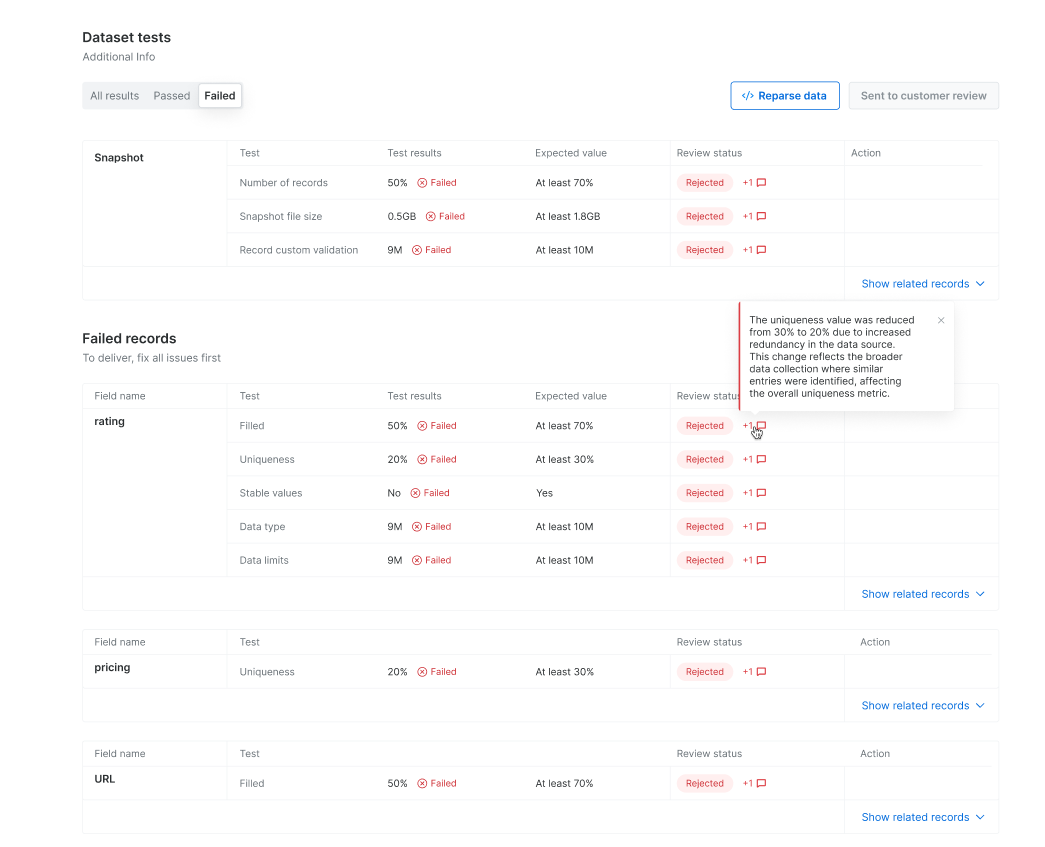 Dataset tests
Additional Info
All results Passed Failed </> Reparse data Sent to customer review
Snapshot Test Test results Expected value Review status Action
Number of records 50% Failed At least 70% Rejected +1
Snapshot file size 0.5GB Failed At least 1.8GB Rejected +1
Record custom validation 9M Failed At least 10M Rejected +1
Show related records
Failed records
To deliver, fix all issues first
The uniqueness value was reduced
from 30% to 20% due to increased
redundancy in the data source.
This change reflects the broader
data collection where similar
entries were identified, affecting
the overall uniqueness metric.
Field name Test Test results Expected value Review status
rating Filled 50% Failed At least 70% Rejected +1
Uniqueness 20% Failed At least 30% Rejected +1
Stable values No Failed Yes Rejected +1
Data type 9M Failed At least 10M Rejected +1
Data limits 9M Failed At least 10M Rejected +1
Show related records
Field name Test Review status Action
pricing Uniqueness 20% Failed At least 30% Rejected +1
Show related records
Field name Test Review status Action
URL Filled 50% Failed At least 70% Rejected +1
Show related records